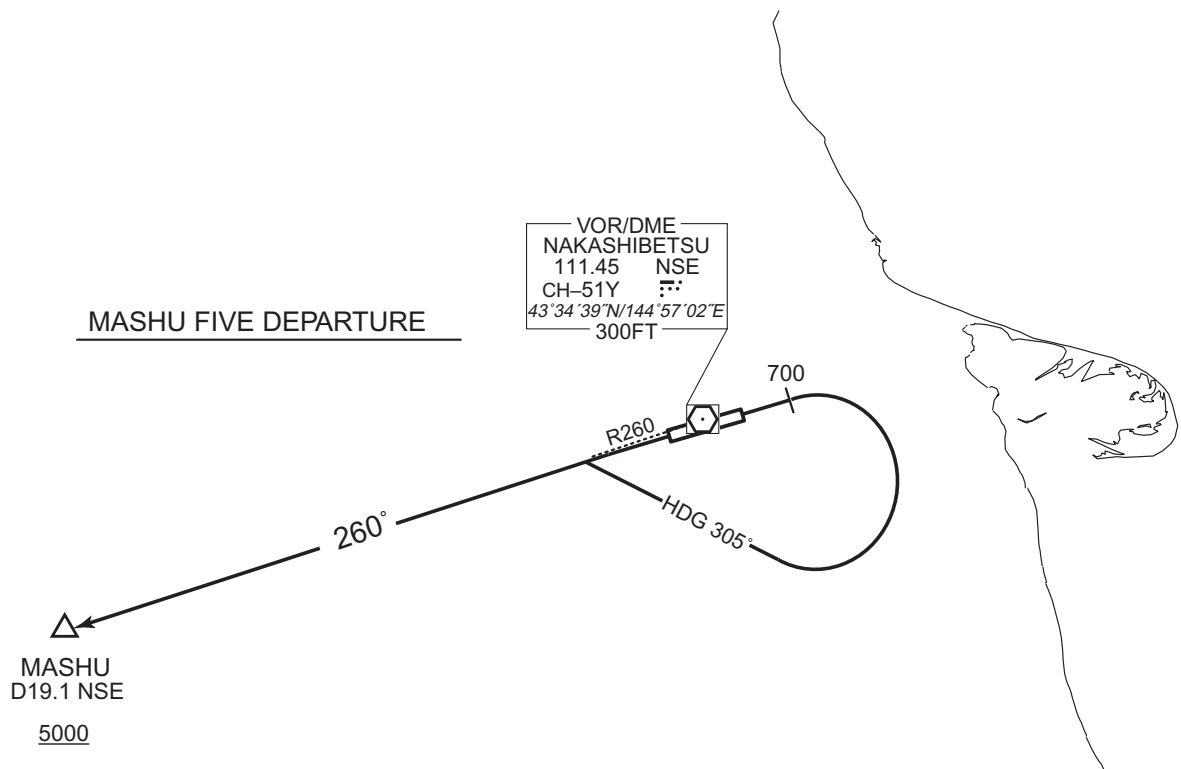 VOR/DME
NAKASHIBETSU
111.45 NSE
CH–51Y
43°34′39″N/144°57′02″E
300FT
MASHU FIVE DEPARTURE
700
R260
HDG 305°
260°
MASHU
D19.1 NSE
5000